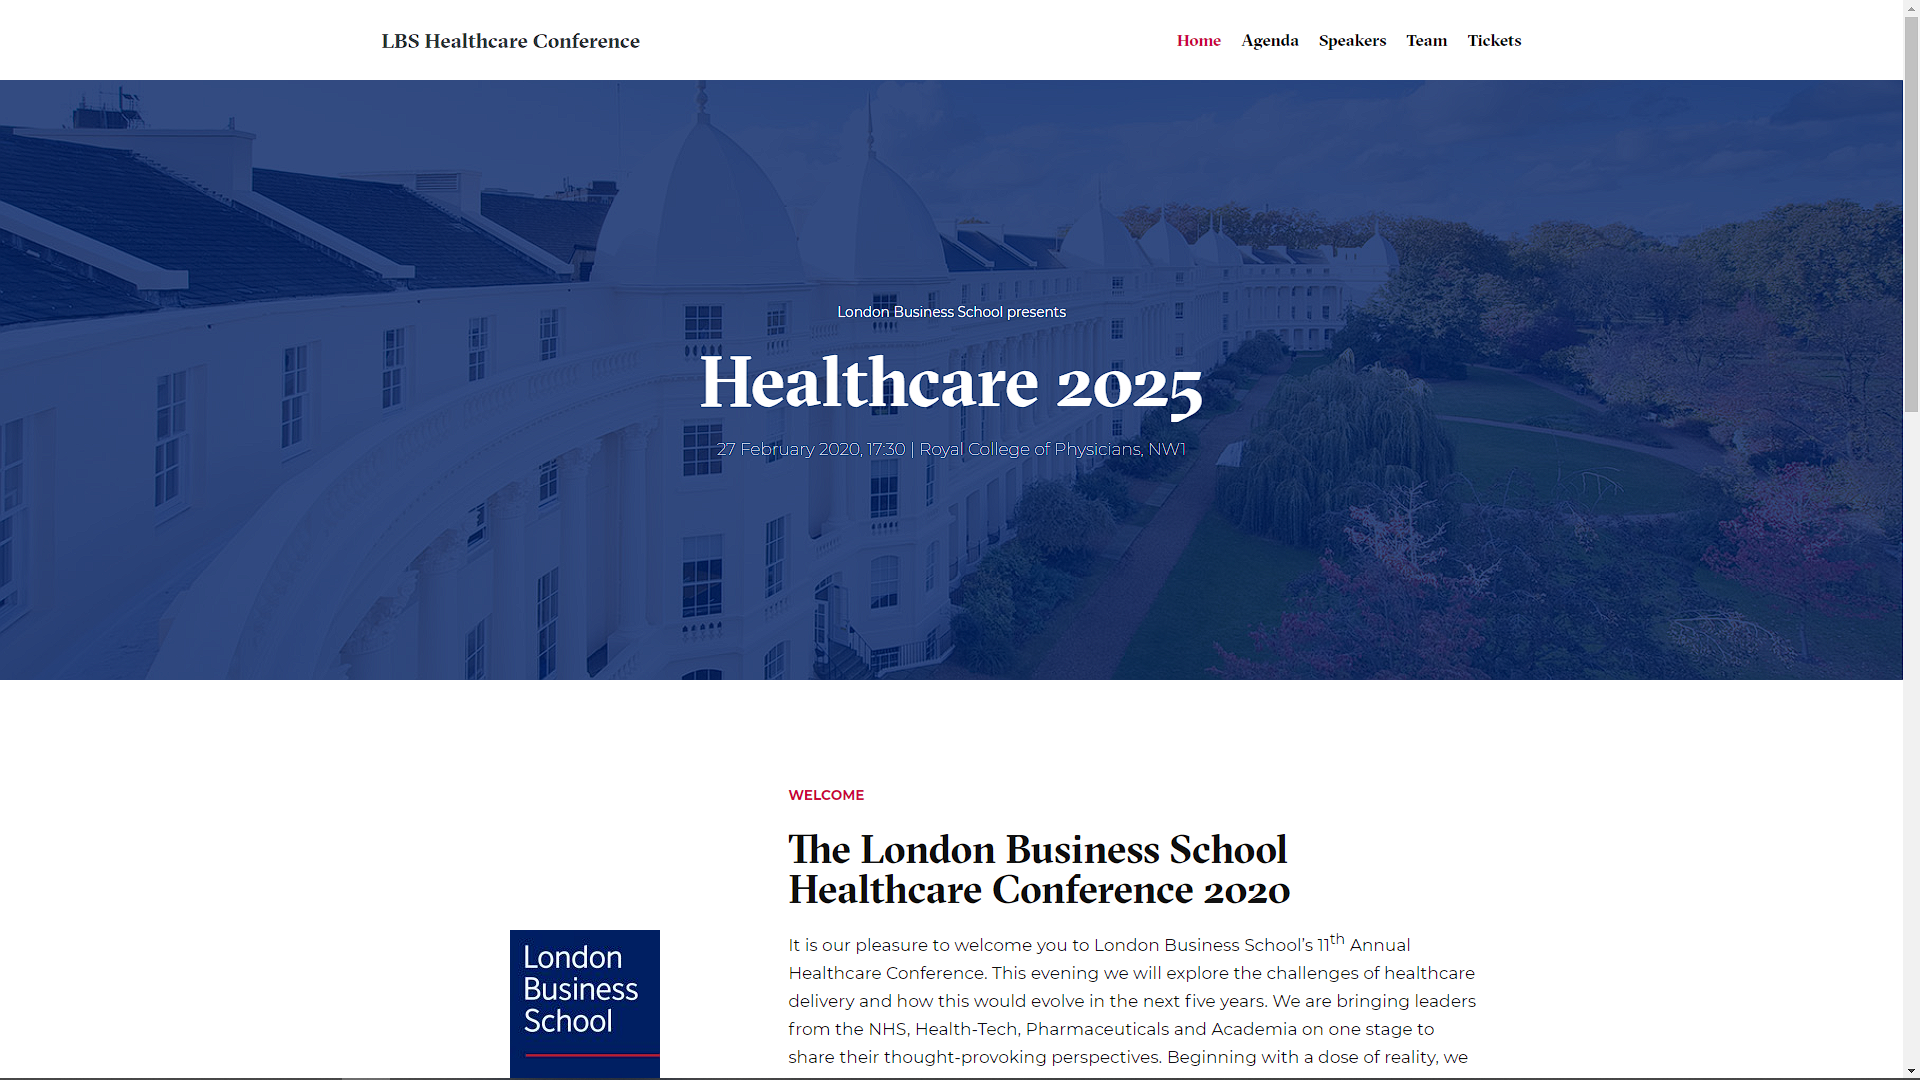 LBS Healthcare Conference
Home Agenda Speakers Team Tickets
London Business School presents
Healthcare 2025
27 February 2020, 17:30 | Royal College of Physicians, NW1
WELCOME
The London Business School
Healthcare Conference 2020
It is our pleasure to welcome you to London Business School’s 11th Annual
Healthcare Conference. This evening we will explore the challenges of healthcare
delivery and how this would evolve in the next five years. We are bringing leaders
from the NHS, Health-Tech, Pharmaceuticals and Academia on one stage to
share their thought-provoking perspectives. Beginning with a dose of reality, we
London
Business
School